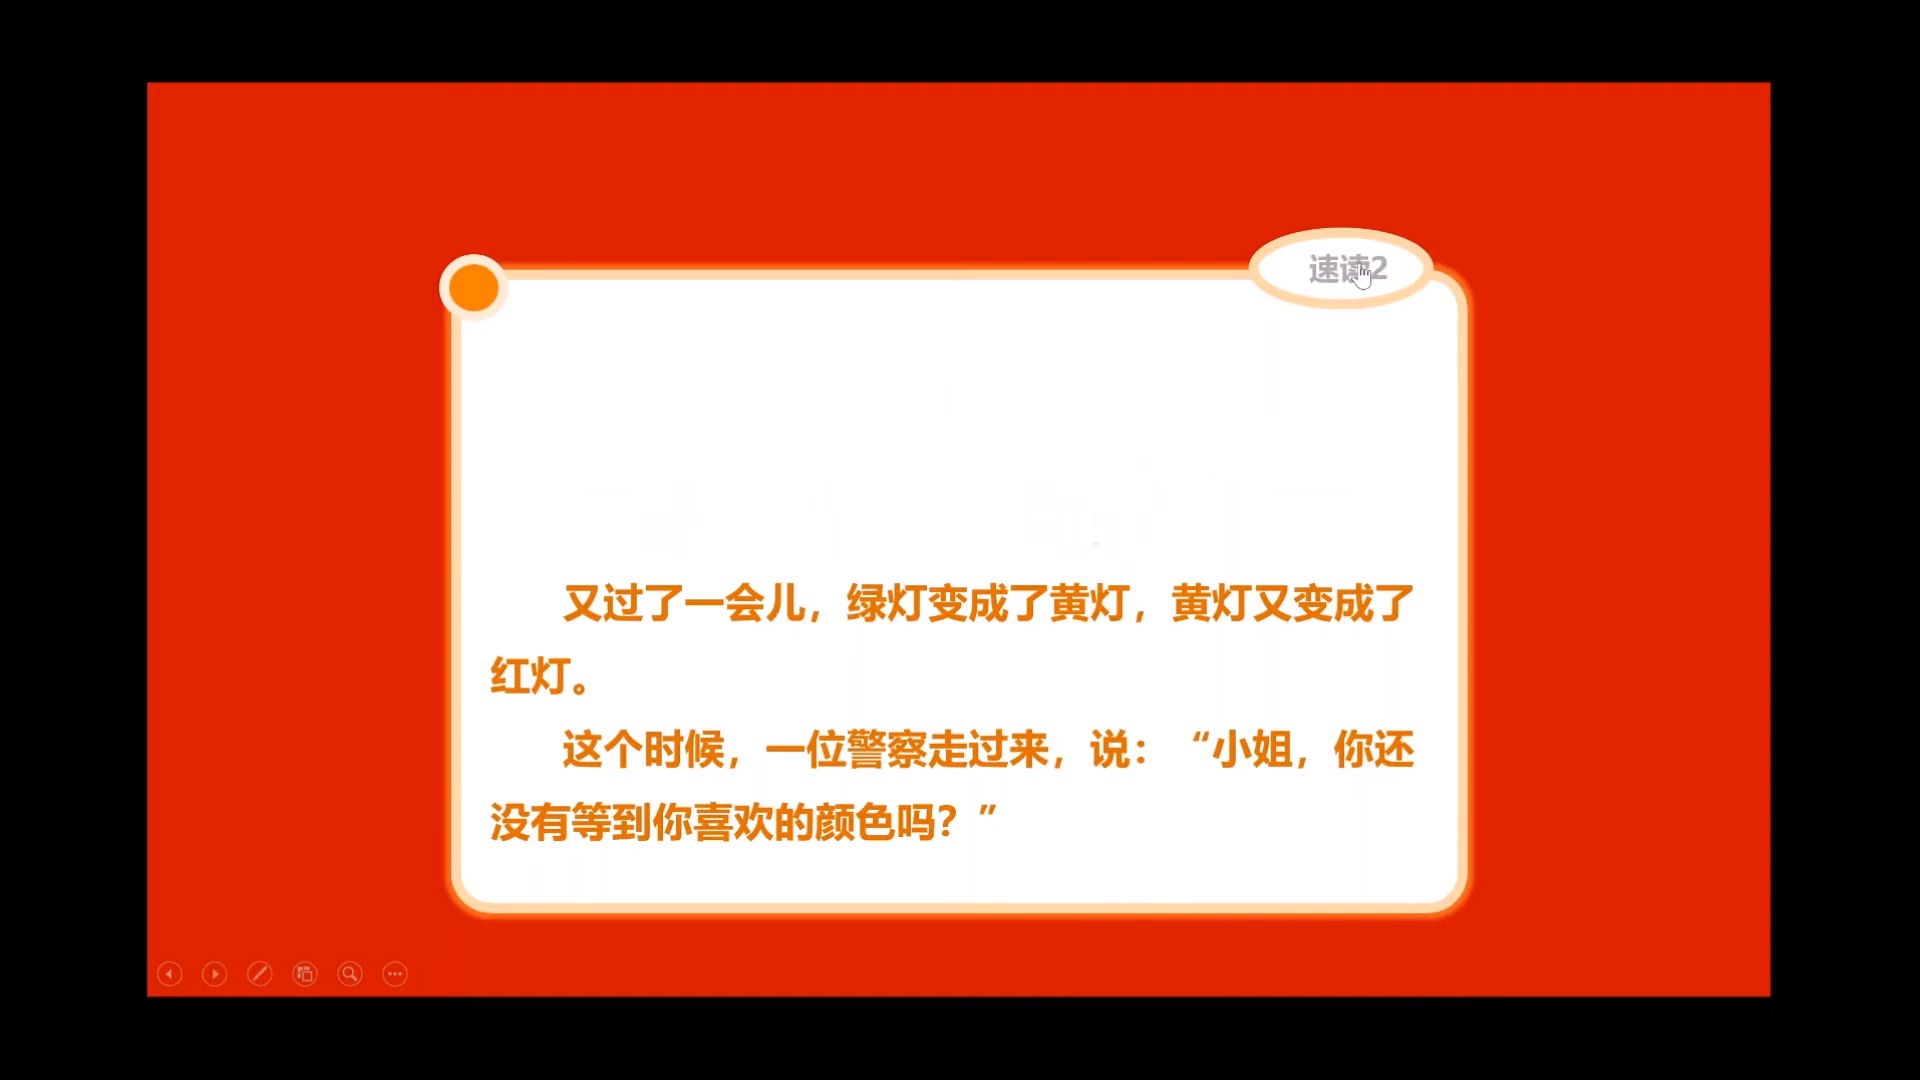 速读2
又过了一会儿，绿灯变成了黄灯，黄灯又变成了
红灯。
这个时候，一位警察走过来，说：“小姐，你还
没有等到你喜欢的颜色吗？”